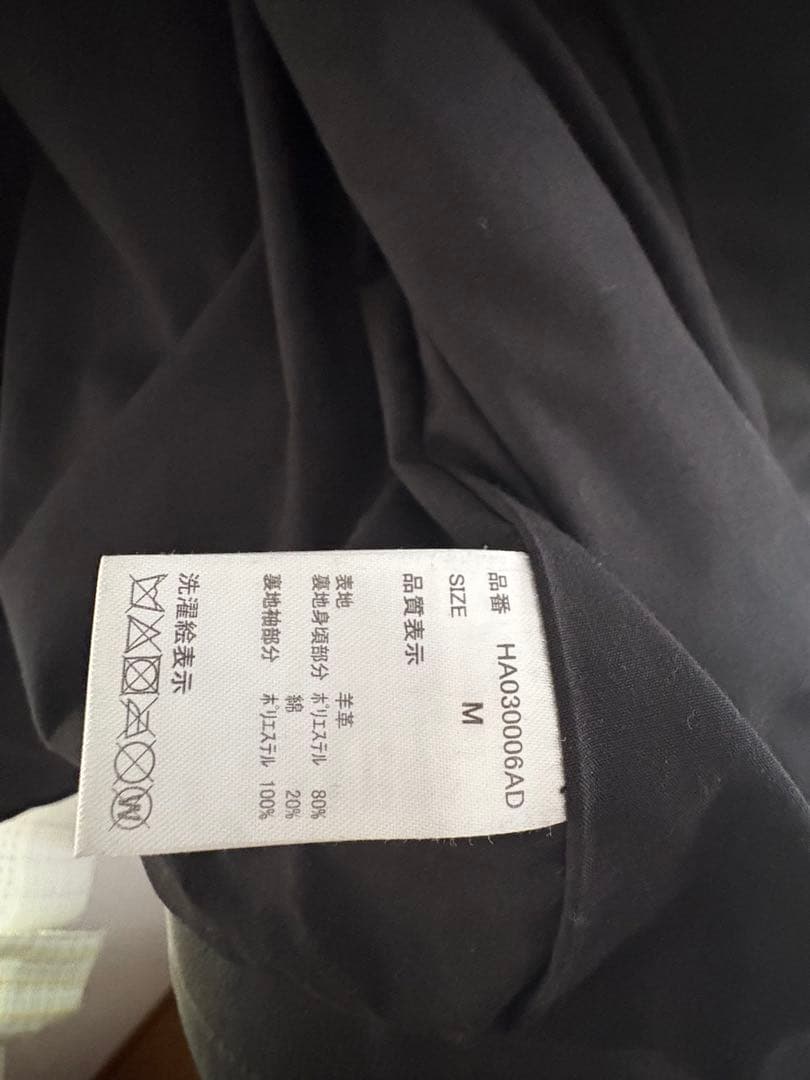 品番 HA030006AD
SIZE M
品質表示
表地 羊革
裏地身頃部分 ポリエステル 80%
綿 20%
裏地袖部分 ポリエステル 100%
洗濯絵表示
W